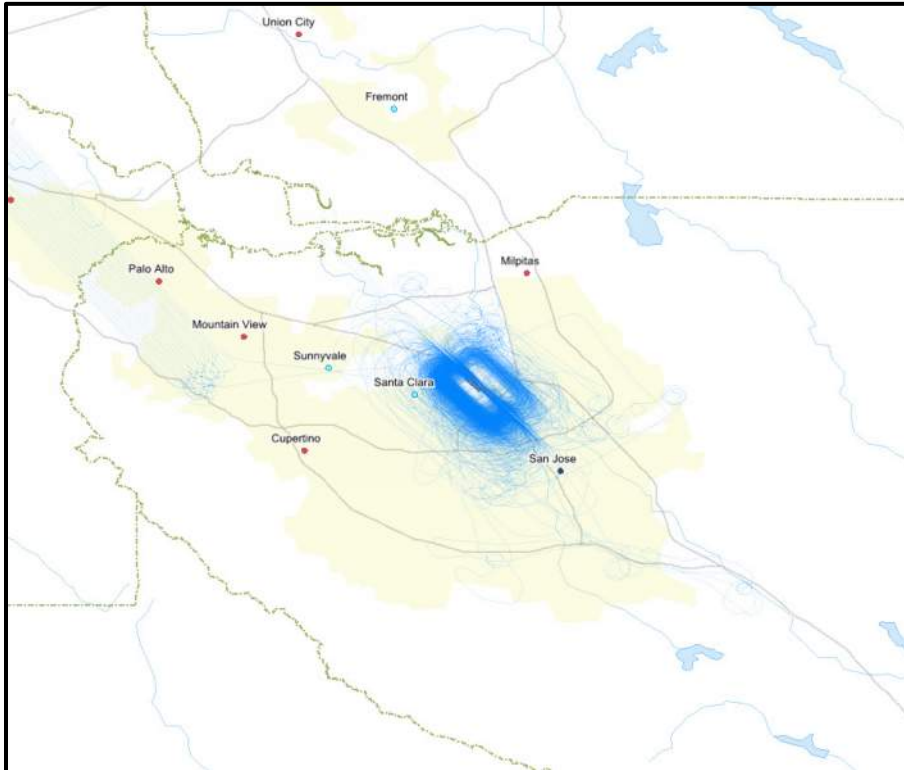 Union City
Fremont
Milpitas
Palo Alto
Mountain View
Sunnyvale
Santa Clara
Cupertino
San Jose